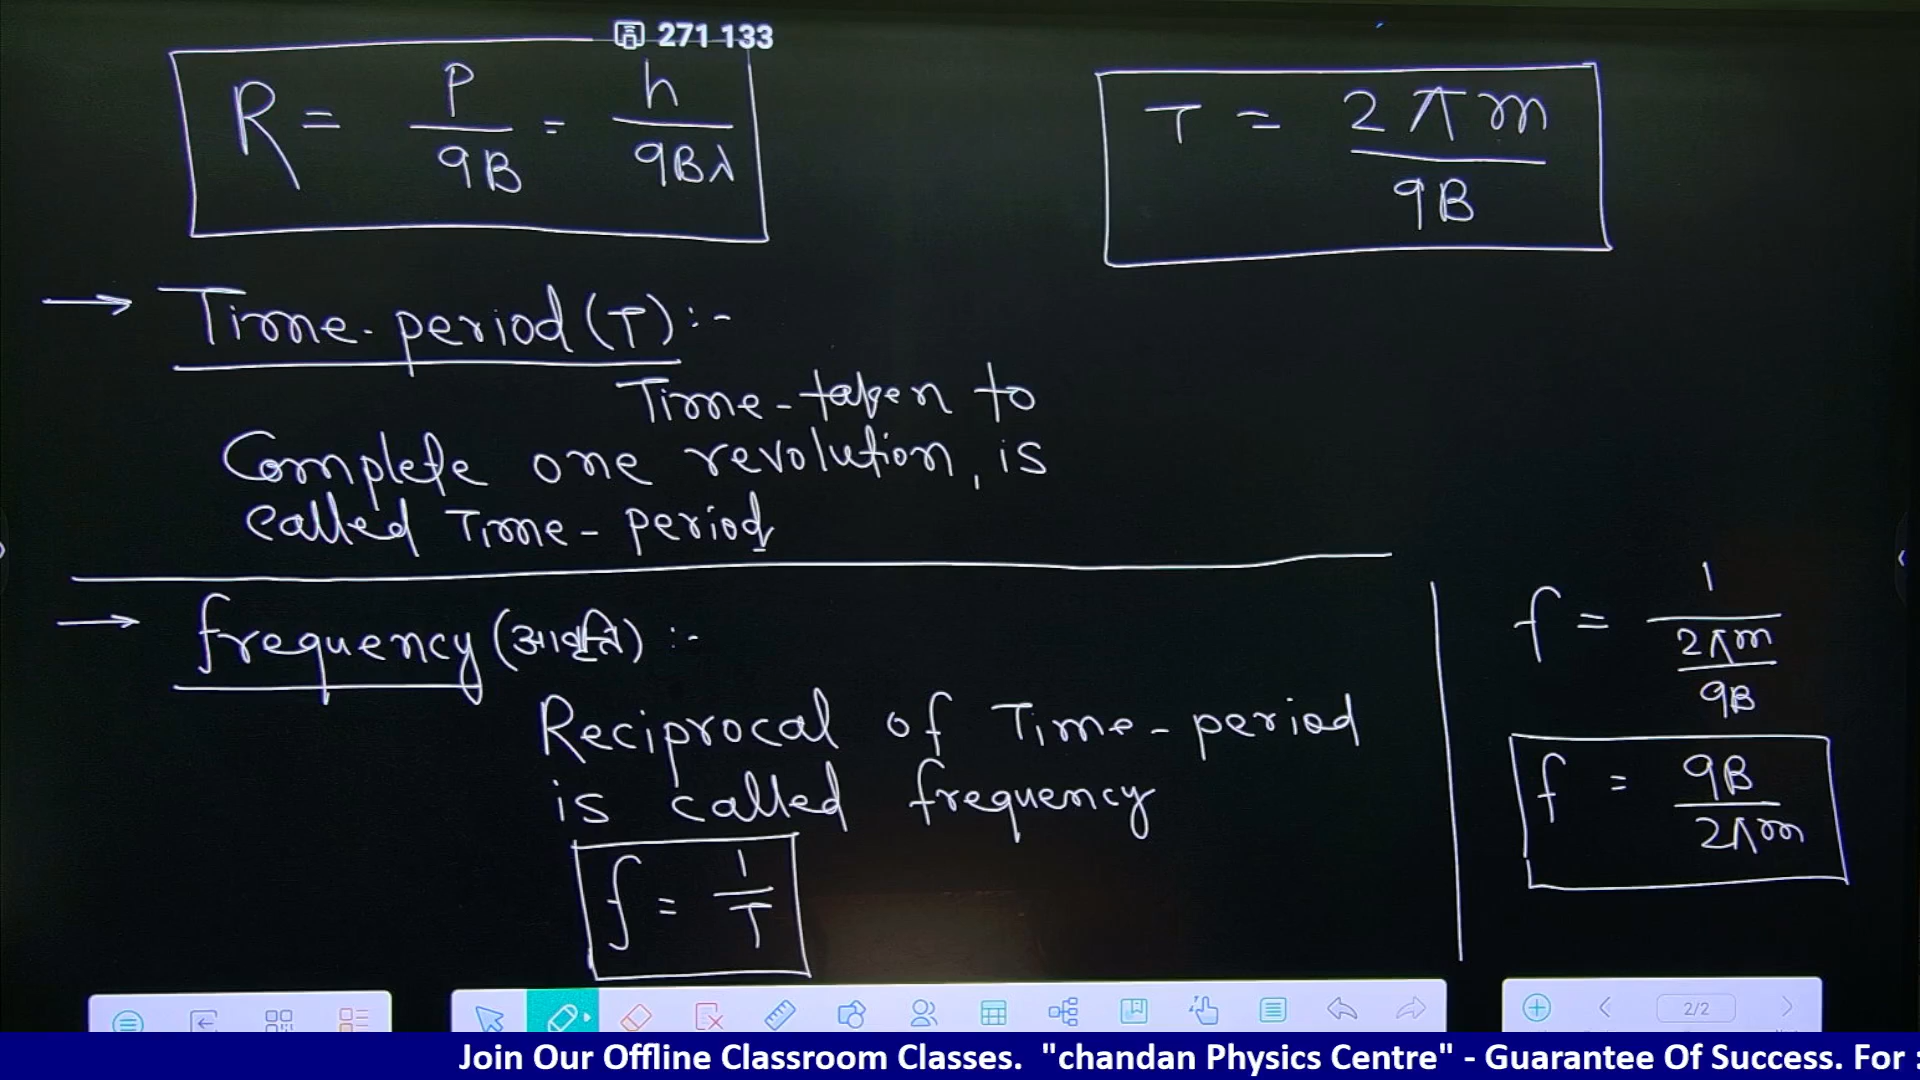 271 133
R = P/qB = h/qBλ
T = 2πm/qB
→ Time-period (T) :-
Time-taken to
Complete one revolution, is
called Time-period
→ frequency (आवृत्ति) :-
Reciprocal of Time-period
is called frequency
f = 1/T
f = 1/(2πm/qB)
f = qB/2πm
2/2
Join Our Offline Classroom Classes. "chandan Physics Centre" - Guarantee Of Success. For :